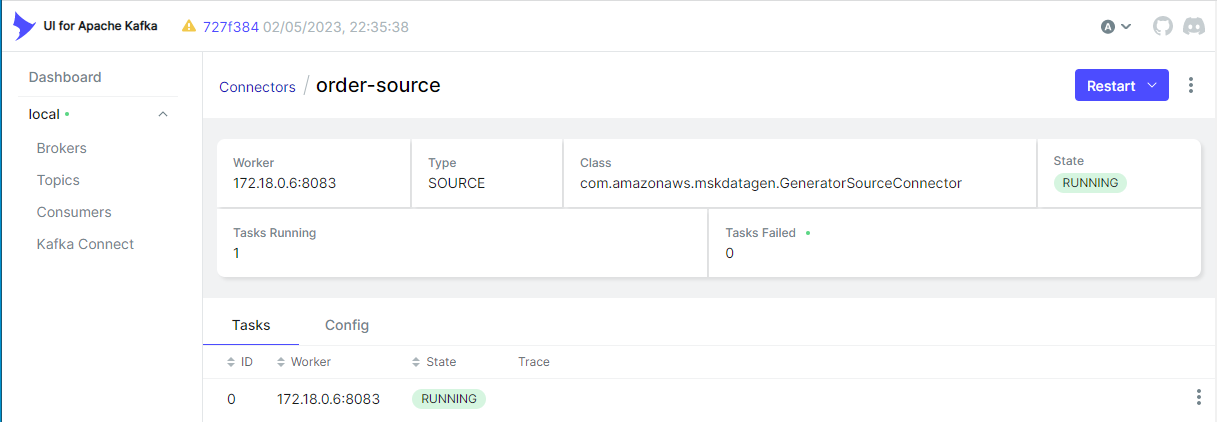 UI for Apache Kafka 727f384 02/05/2023, 22:35:38 A
Dashboard
local
Brokers
Topics
Consumers
Kafka Connect
Connectors / order-source Restart
Worker Type Class State
172.18.0.6:8083 SOURCE com.amazonaws.mskdatagen.GeneratorSourceConnector RUNNING
Tasks Running Tasks Failed
1 0
Tasks Config
ID Worker State Trace
0 172.18.0.6:8083 RUNNING